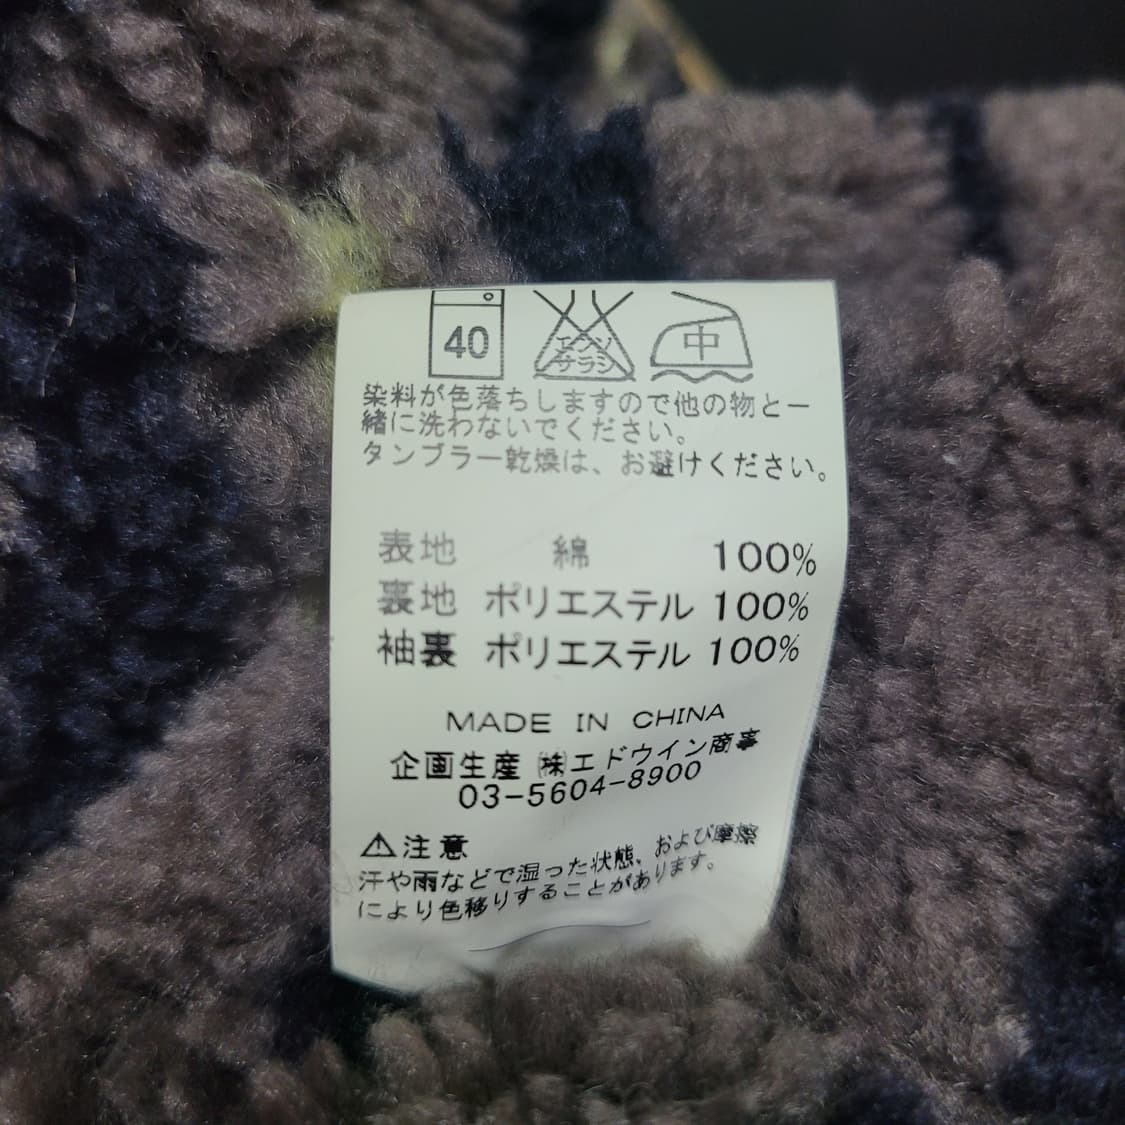 40
エンソ
サラシ
中
染料が色落ちしますので他の物と一
緒に洗わないでください。
タンブラー乾燥は、お避けください。
表地 綿 100%
裏地 ポリエステル 100%
袖裏 ポリエステル 100%
MADE IN CHINA
企画生産 ㈱エドウイン商事
03-5604-8900
⚠注意
汗や雨などで湿った状態、および摩擦
により色移りすることがあります。